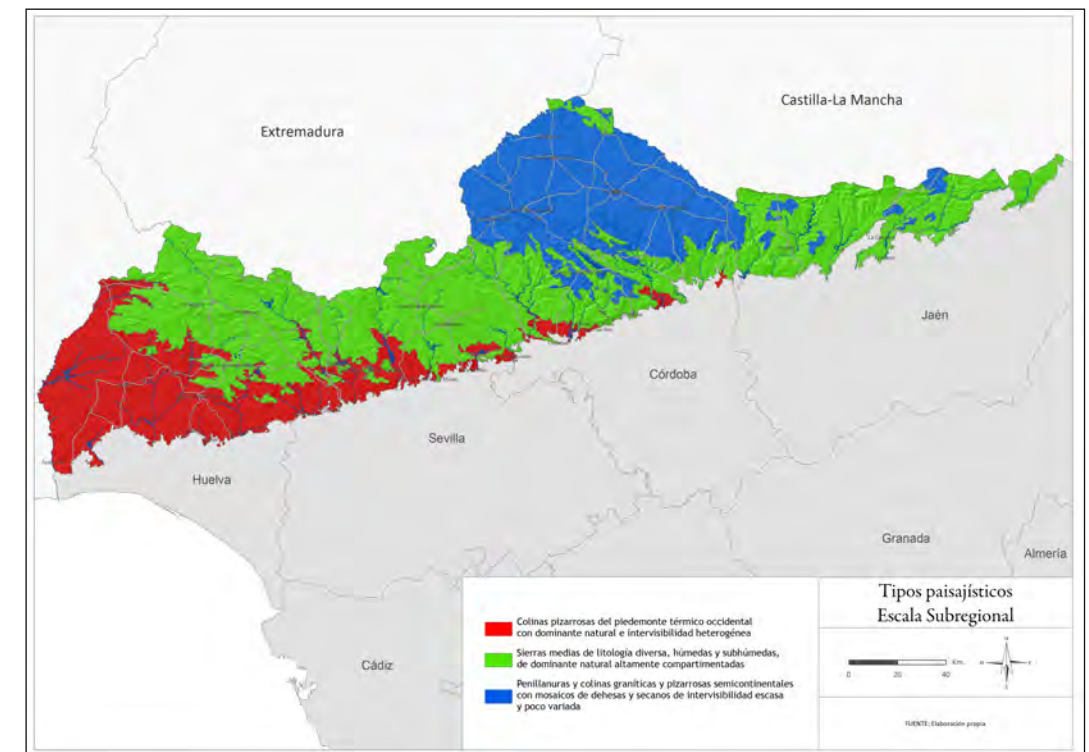 Castilla-La Mancha
Extremadura
Jaén
Córdoba
Sevilla
Huelva
Granada
Almería
Cádiz
Tipos paisajísticos
Escala Subregional
Colinas pizarrosas del piedemonte térmico occidental
con dominante natural e intervisibilidad heterogénea
Sierras medias de litología diversa, húmedas y subhúmedas,
de dominante natural altamente compartimentadas
Penillanuras y colinas graníticas y pizarrosas semicontinentales
con mosaicos de dehesas y secanos de intervisibilidad escasa
y poco variada
Km.
0 20 40
FUENTE: Elaboración propia